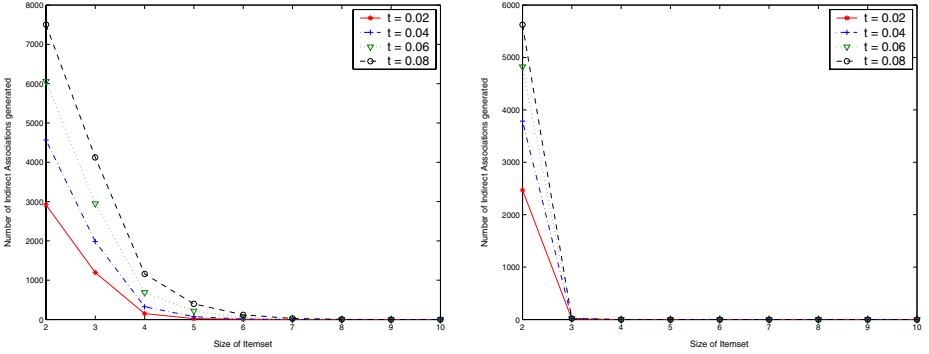 8000
7000
6000
5000
4000
3000
2000
1000
0
2 3 4 5 6 7 8 9 10
Number of Indirect Associations generated
Size of Itemset
t = 0.02
t = 0.04
t = 0.06
t = 0.08
6000
5000
4000
3000
2000
1000
0
2 3 4 5 6 7 8 9 10
Number of Indirect Associations generated
Size of Itemset
t = 0.02
t = 0.04
t = 0.06
t = 0.08